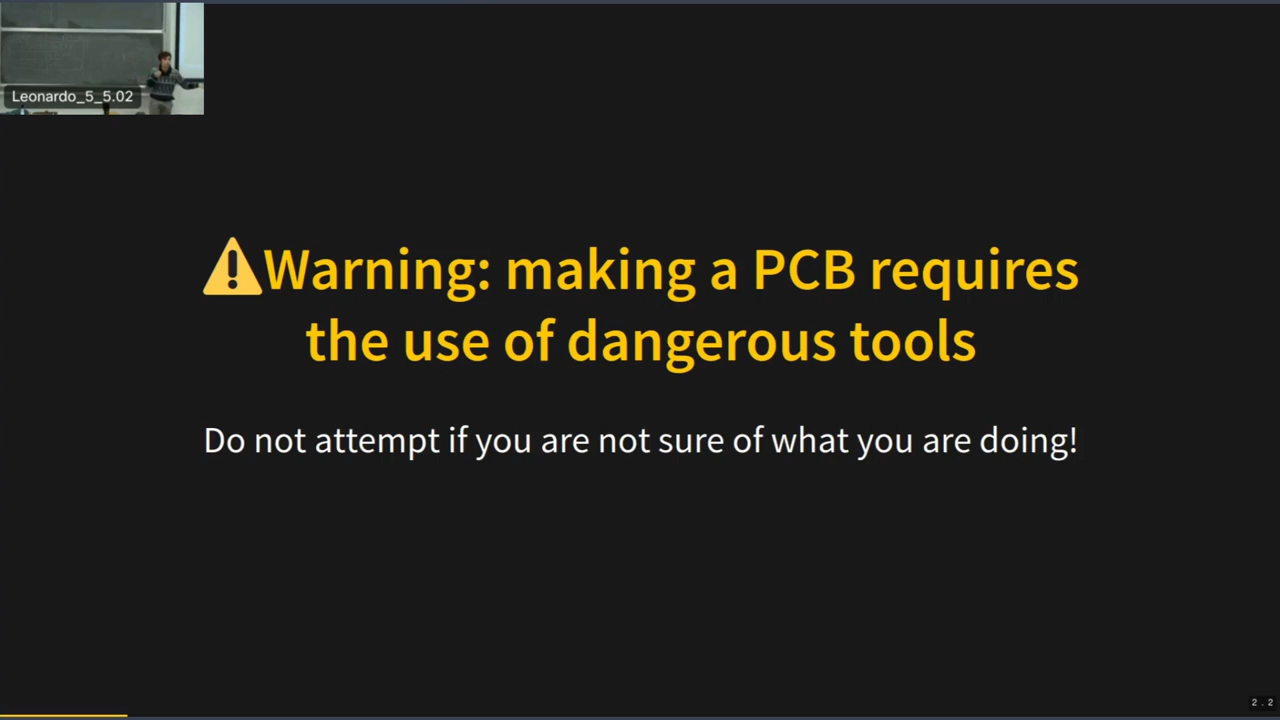 Leonardo_5_5.02
⚠Warning: making a PCB requires
the use of dangerous tools
Do not attempt if you are not sure of what you are doing!
2.2